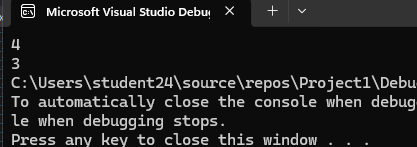 Microsoft Visual Studio Debu
4
3
C:\Users\student24\source\repos\Project1\Debu
To automatically close the console when debug
le when debugging stops.
Press any key to close this window . . .